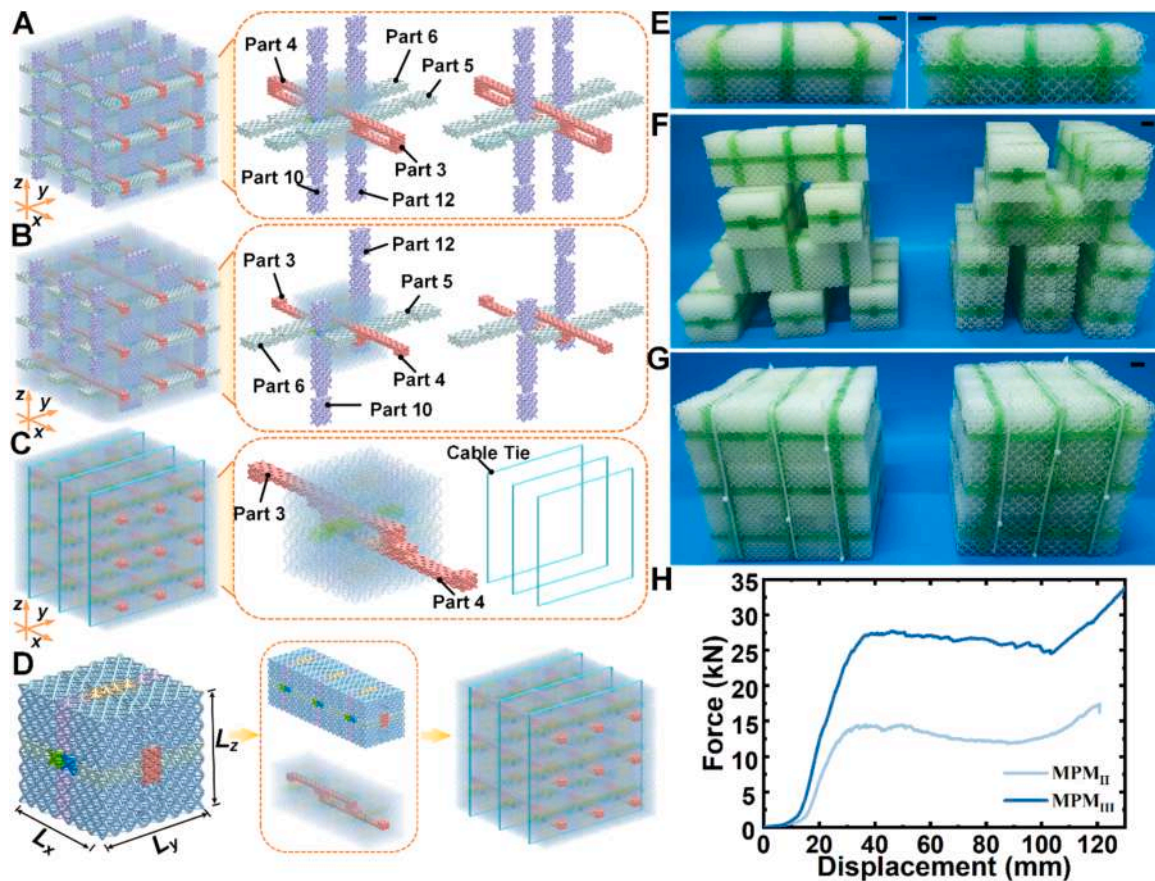 A
Part 4
Part 6
Part 5
Part 3
Part 10
Part 12
z
y
x
B
Part 12
Part 3
Part 5
Part 6
Part 4
Part 10
z
y
x
C
Cable Tie
Part 3
Part 4
z
y
x
D
Lz
Lx
Ly
E
F
G
H
35
30
25
20
15
10
5
0
Force (kN)
MPMII
MPMIII
0 20 40 60 80 100 120
Displacement (mm)